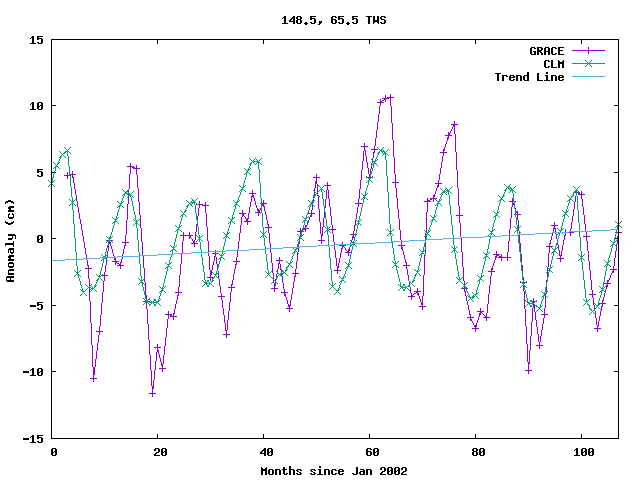 148.5, 65.5 TWS
GRACE
CLM
Trend Line
15
10
5
0
-5
-10
-15
Anomaly (cm)
0 20 40 60 80 100
Months since Jan 2002